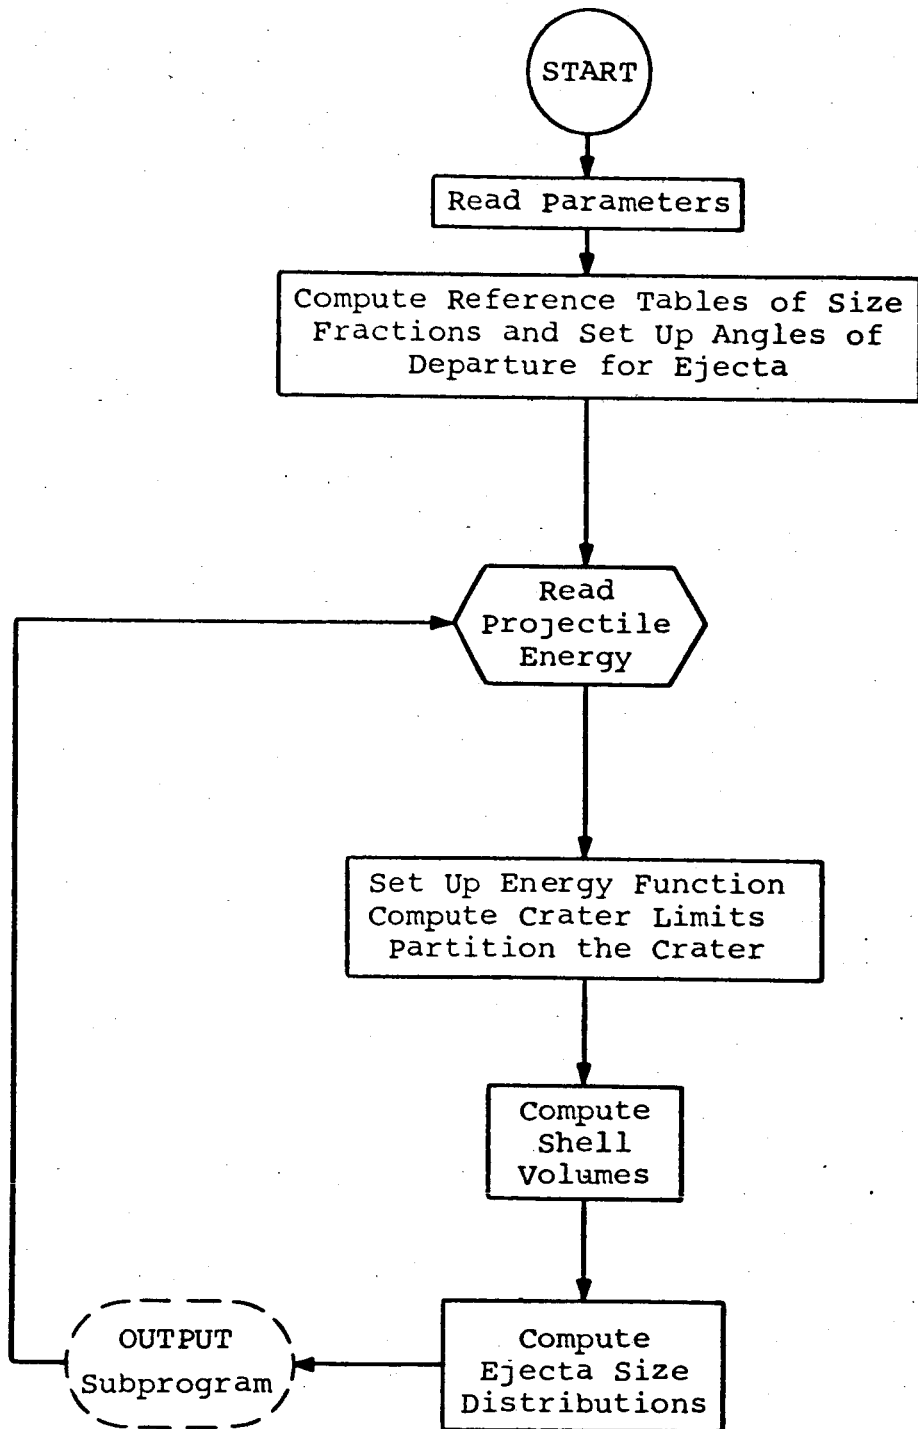 START
Read Parameters
Compute Reference Tables of Size
Fractions and Set Up Angles of
Departure for Ejecta
Read
Projectile
Energy
Set Up Energy Function
Compute Crater Limits
Partition the Crater
Compute
Shell
Volumes
Compute
Ejecta Size
Distributions
OUTPUT
Subprogram